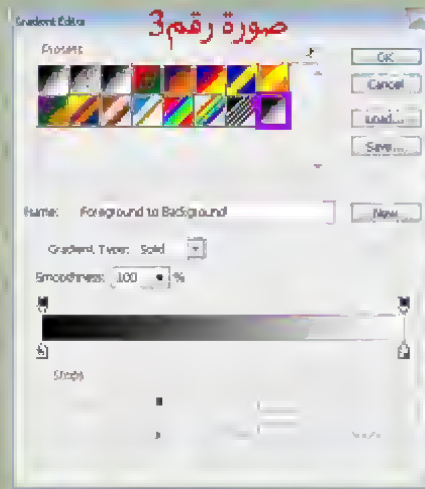 Gradient Editor
صورة رقم3
Presets
OK
Cancel
Load...
Save...
Name: Foreground to Background
New
Gradient Type: Solid
Smoothness: 100 %
Stops